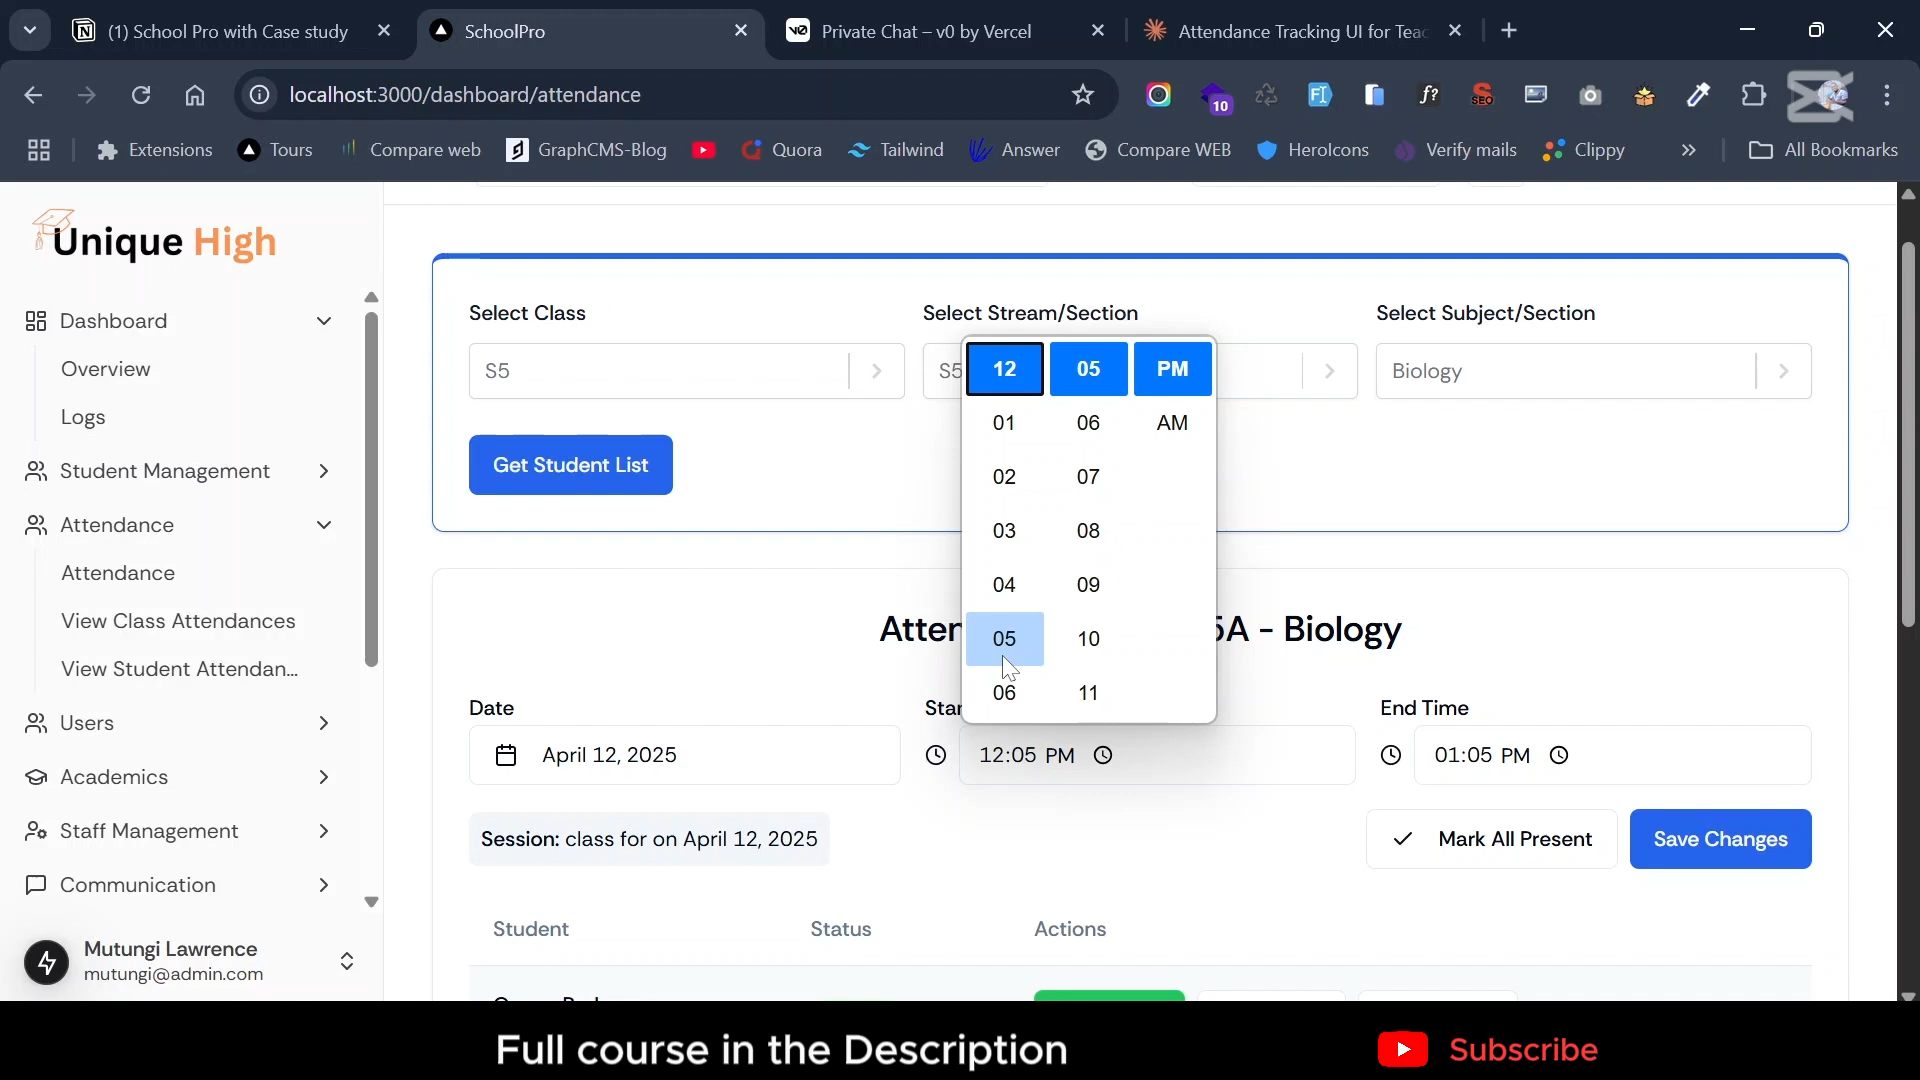 (1) School Pro with Case study
SchoolPro
Private Chat – v0 by Vercel
Attendance Tracking UI for Teac
localhost:3000/dashboard/attendance
10
f?
SEO
Extensions
Tours
Compare web
GraphCMS-Blog
Quora
Tailwind
Answer
Compare WEB
HeroIcons
Verify mails
Clippy
All Bookmarks
Unique High
Dashboard
Overview
Logs
Student Management
Attendance
Attendance
View Class Attendances
View Student Attendan...
Users
Academics
Staff Management
Communication
Mutungi Lawrence
mutungi@admin.com
Select Class
Select Stream/Section
Select Subject/Section
S5
S5
Biology
Get Student List
12 05 PM
01 06 AM
02 07
03 08
04 09
05 10
06 11
5A - Biology
Date
End Time
April 12, 2025
12:05 PM
01:05 PM
Session: class for on April 12, 2025
Mark All Present
Save Changes
Student
Status
Actions
Full course in the Description
Subscribe